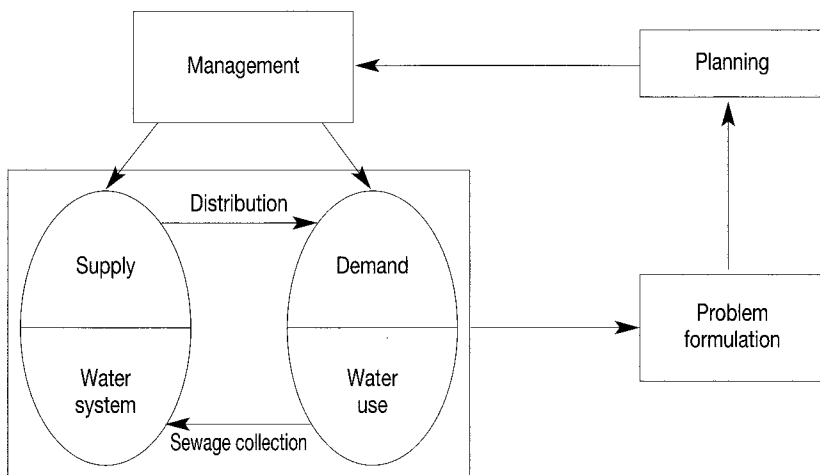 Management
Planning
Distribution
Supply
Demand
Problem
formulation
Water
system
Water
use
Sewage collection